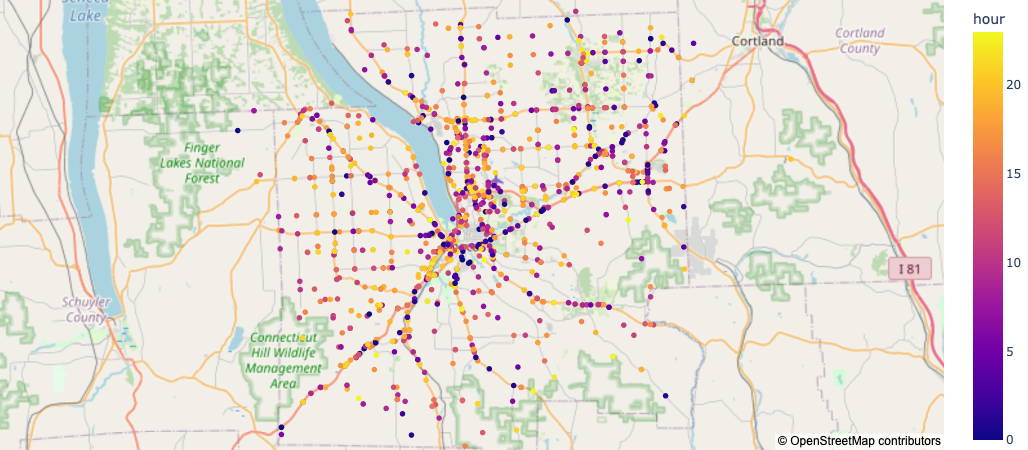 Seneca
Lake
hour
Cortland
Cortland
County
20
Finger
Lakes National
Forest
15
10
I 81
Schuyler
County
Connecticut
Hill Wildlife
Management
Area
5
0
© OpenStreetMap contributors